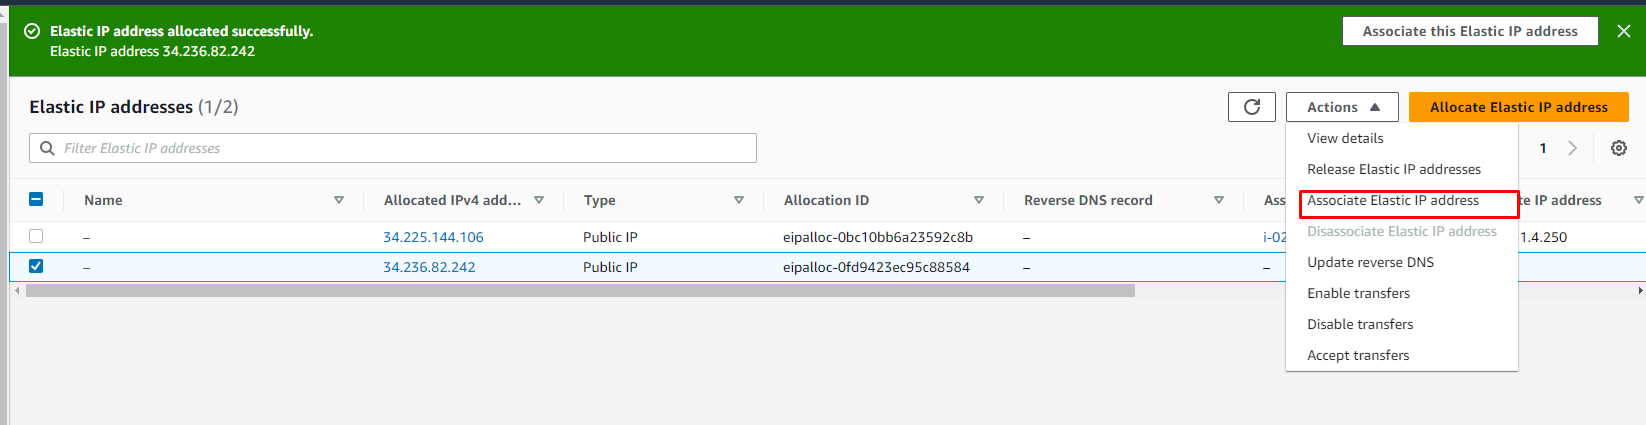 Elastic IP address allocated successfully.
Elastic IP address 34.236.82.242
Associate this Elastic IP address
Elastic IP addresses (1/2)
Actions
Allocate Elastic IP address
Filter Elastic IP addresses
1
View details
Release Elastic IP addresses
Associate Elastic IP address
Disassociate Elastic IP address
Update reverse DNS
Enable transfers
Disable transfers
Accept transfers
Name Allocated IPv4 add... Type Allocation ID Reverse DNS record Ass te IP address
– 34.225.144.106 Public IP eipalloc-0bc10bb6a23592c8b – i-02 1.4.250
– 34.236.82.242 Public IP eipalloc-0fd9423ec95c88584 – –